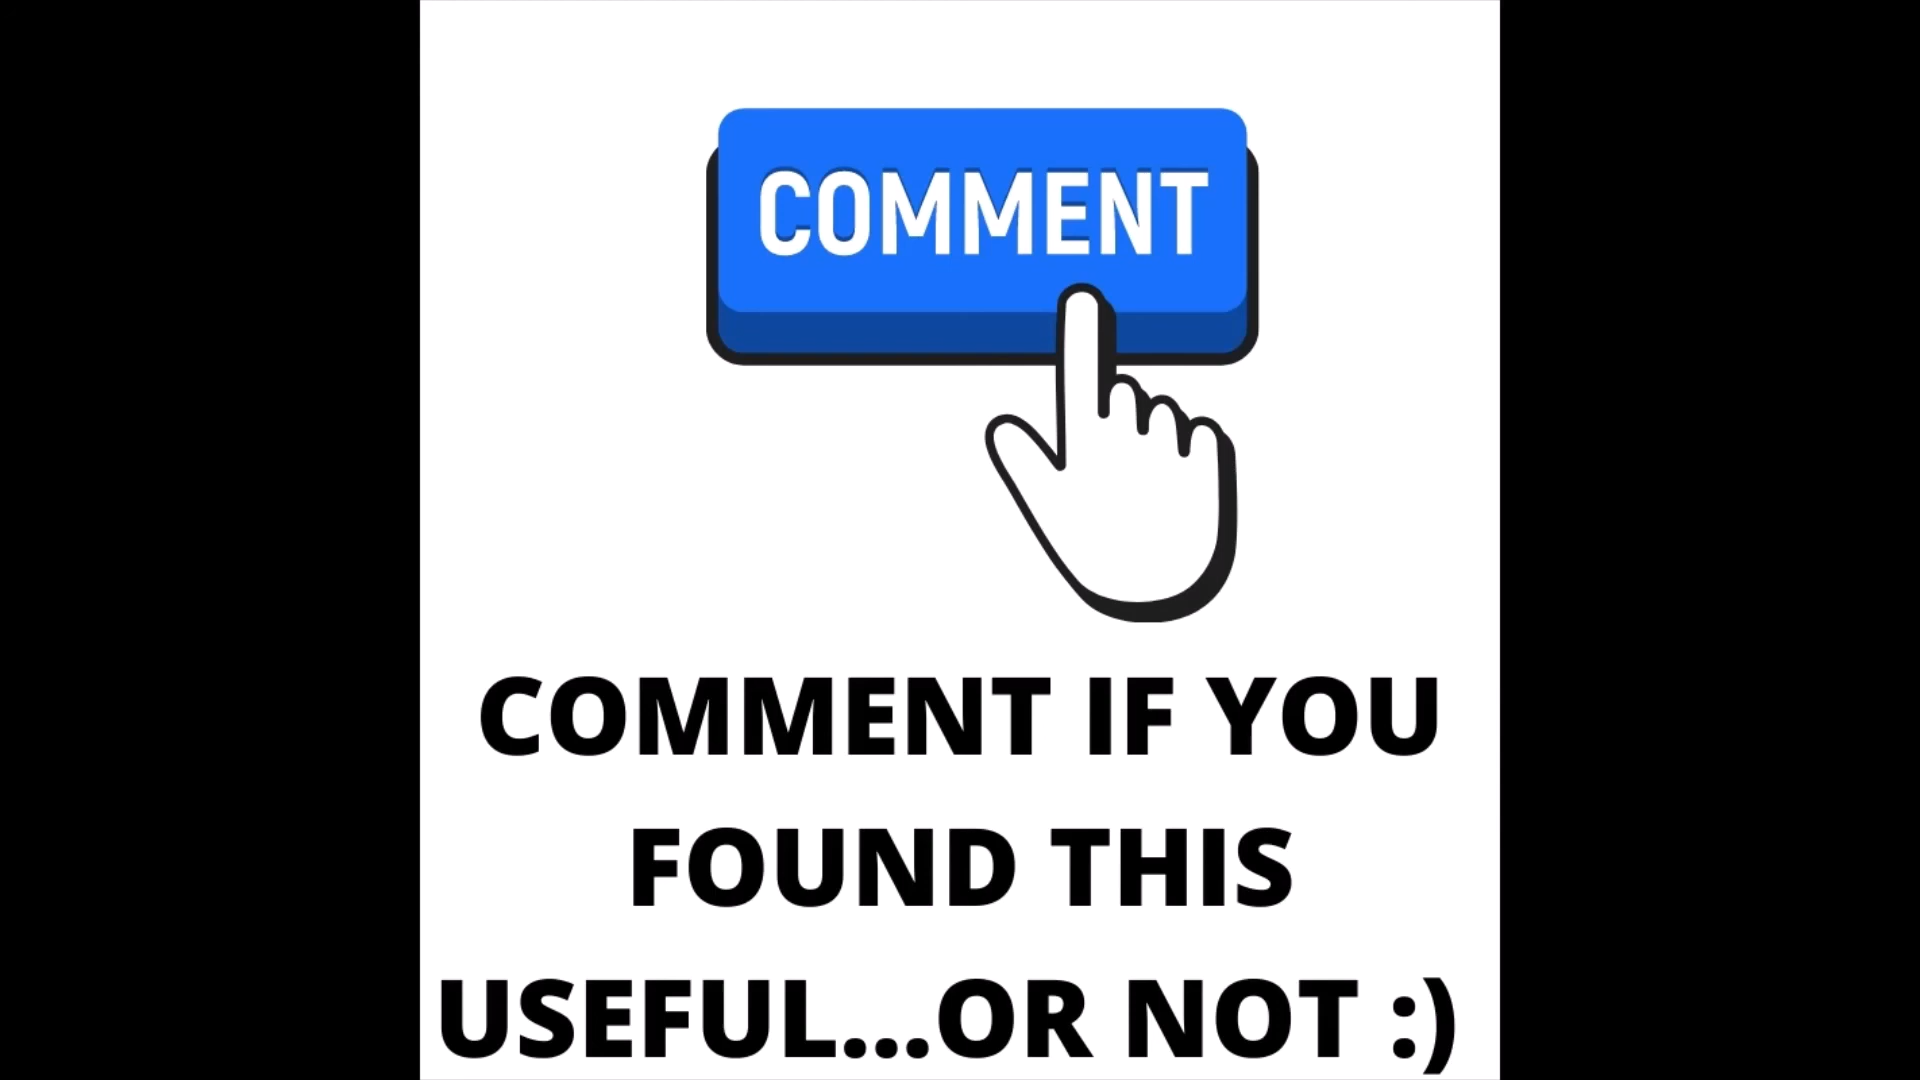 COMMENT
COMMENT IF YOU
FOUND THIS
USEFUL...OR NOT :)